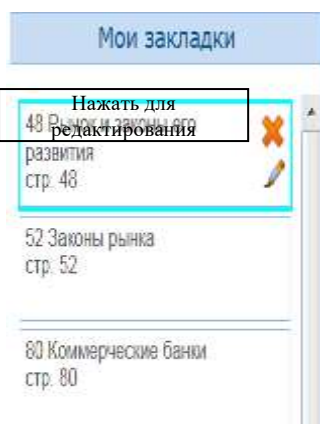 Мои закладки
Нажать для
редактирования
48 Рынок и законы его
развития
стр. 48
52 Законы рынка
стр. 52
80 Коммерческие банки
стр. 80